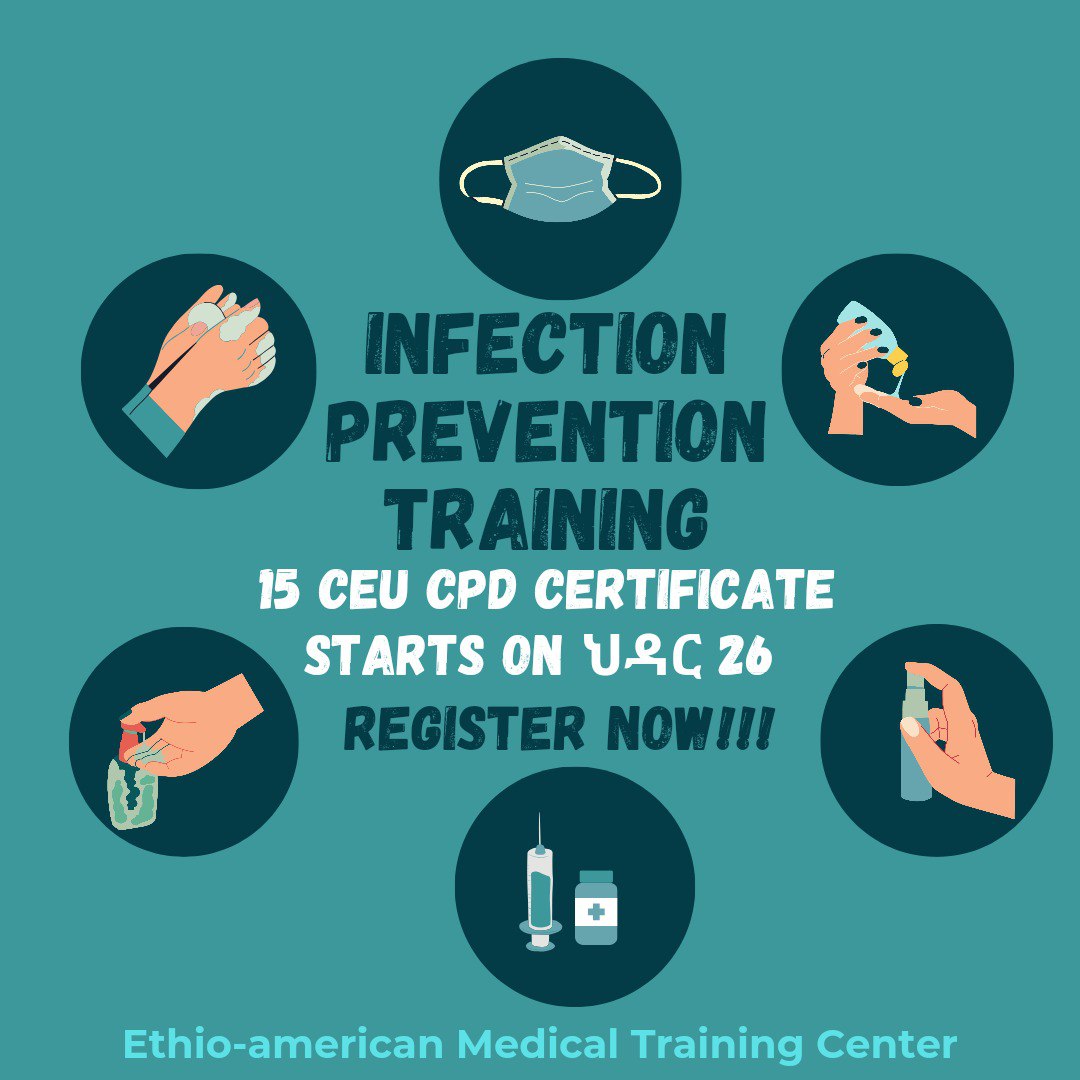 INFECTION
PREVENTION
TRAINING
15 CEU CPD CERTIFICATE
STARTS ON ህዳር 26
REGISTER NOW!!!
Ethio-american Medical Training Center